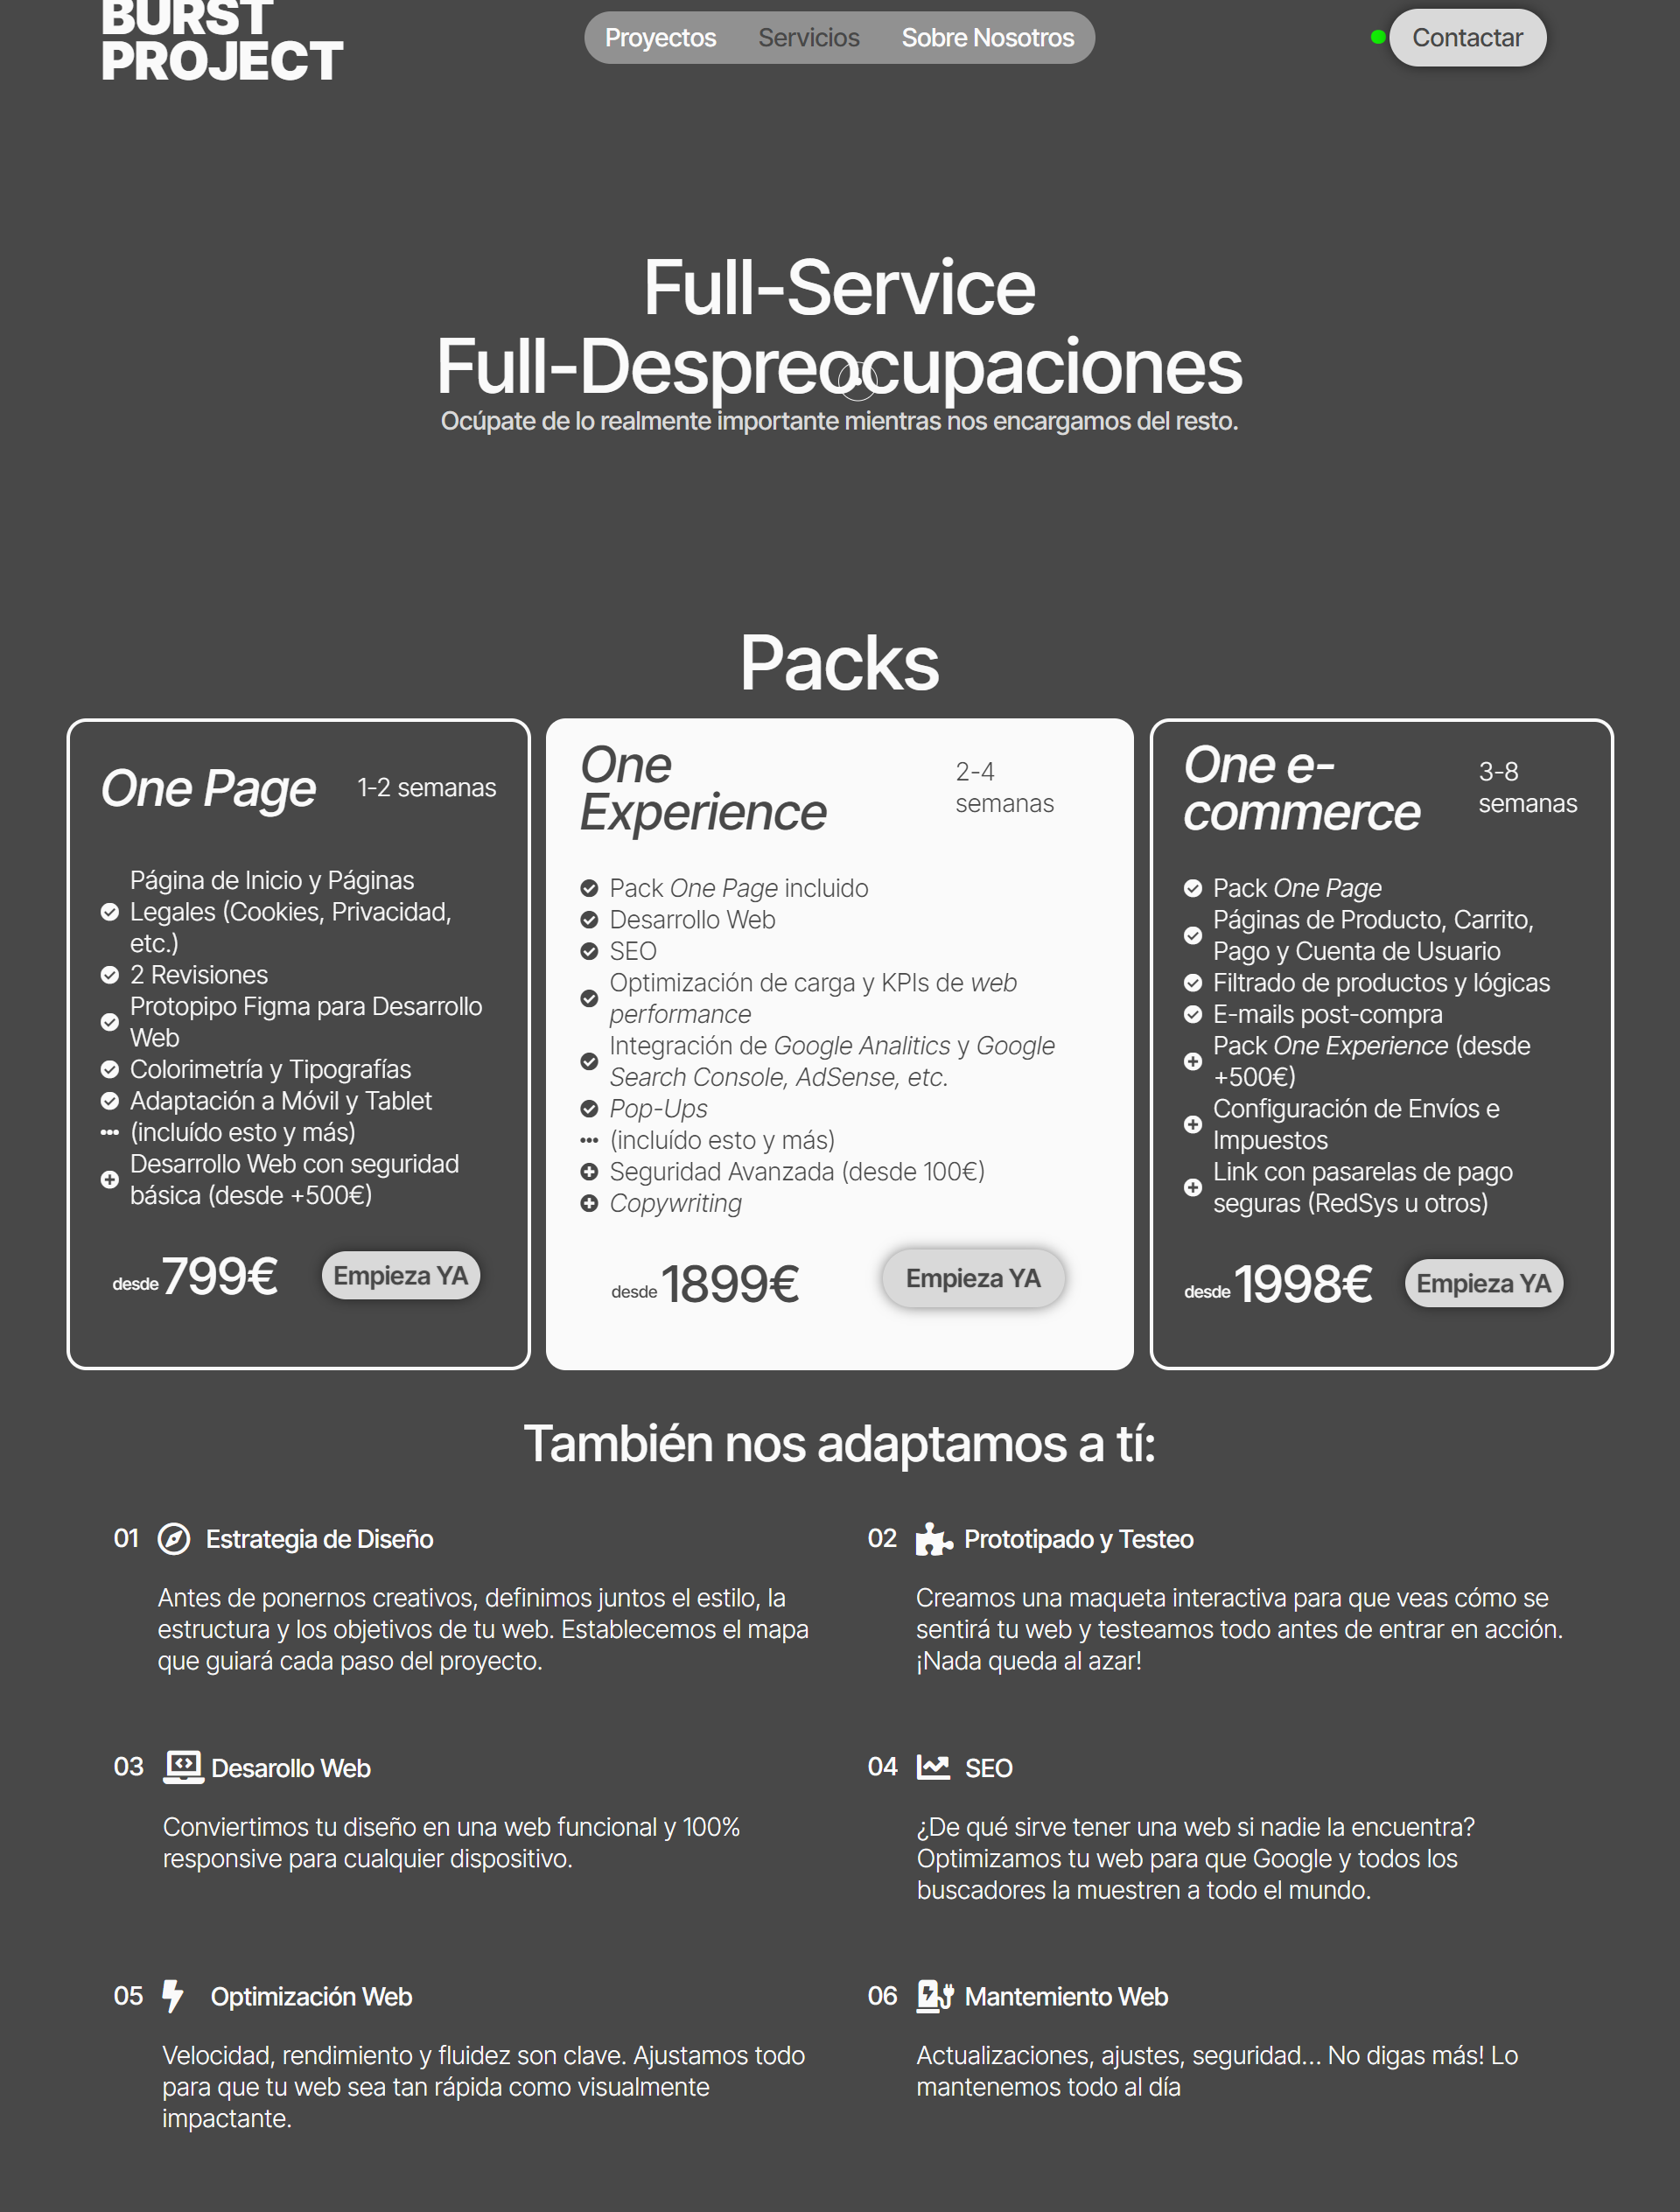 BURST
PROJECT
Proyectos
Servicios
Sobre Nosotros
Contactar
Full-Service
Full-Despreocupaciones
Ocúpate de lo realmente importante mientras nos encargamos del resto.
Packs
One Page
1-2 semanas
Página de Inicio y Páginas
Legales (Cookies, Privacidad,
etc.)
2 Revisiones
Protopipo Figma para Desarrollo
Web
Colorimetría y Tipografías
Adaptación a Móvil y Tablet
(incluído esto y más)
Desarrollo Web con seguridad
básica (desde +500€)
desde 799€
Empieza YA
One
Experience
2-4
semanas
Pack One Page incluido
Desarrollo Web
SEO
Optimización de carga y KPIs de web
performance
Integración de Google Analitics y Google
Search Console, AdSense, etc.
Pop-Ups
(incluído esto y más)
Seguridad Avanzada (desde 100€)
Copywriting
desde 1899€
Empieza YA
One e-
commerce
3-8
semanas
Pack One Page
Páginas de Producto, Carrito,
Pago y Cuenta de Usuario
Filtrado de productos y lógicas
E-mails post-compra
Pack One Experience (desde
+500€)
Configuración de Envíos e
Impuestos
Link con pasarelas de pago
seguras (RedSys u otros)
desde 1998€
Empieza YA
También nos adaptamos a tí:
01 Estrategia de Diseño
Antes de ponernos creativos, definimos juntos el estilo, la
estructura y los objetivos de tu web. Establecemos el mapa
que guiará cada paso del proyecto.
02 Prototipado y Testeo
Creamos una maqueta interactiva para que veas cómo se
sentirá tu web y testeamos todo antes de entrar en acción.
¡Nada queda al azar!
03 Desarollo Web
Conviertimos tu diseño en una web funcional y 100%
responsive para cualquier dispositivo.
04 SEO
¿De qué sirve tener una web si nadie la encuentra?
Optimizamos tu web para que Google y todos los
buscadores la muestren a todo el mundo.
05 Optimización Web
Velocidad, rendimiento y fluidez son clave. Ajustamos todo
para que tu web sea tan rápida como visualmente
impactante.
06 Mantemiento Web
Actualizaciones, ajustes, seguridad... No digas más! Lo
mantenemos todo al día